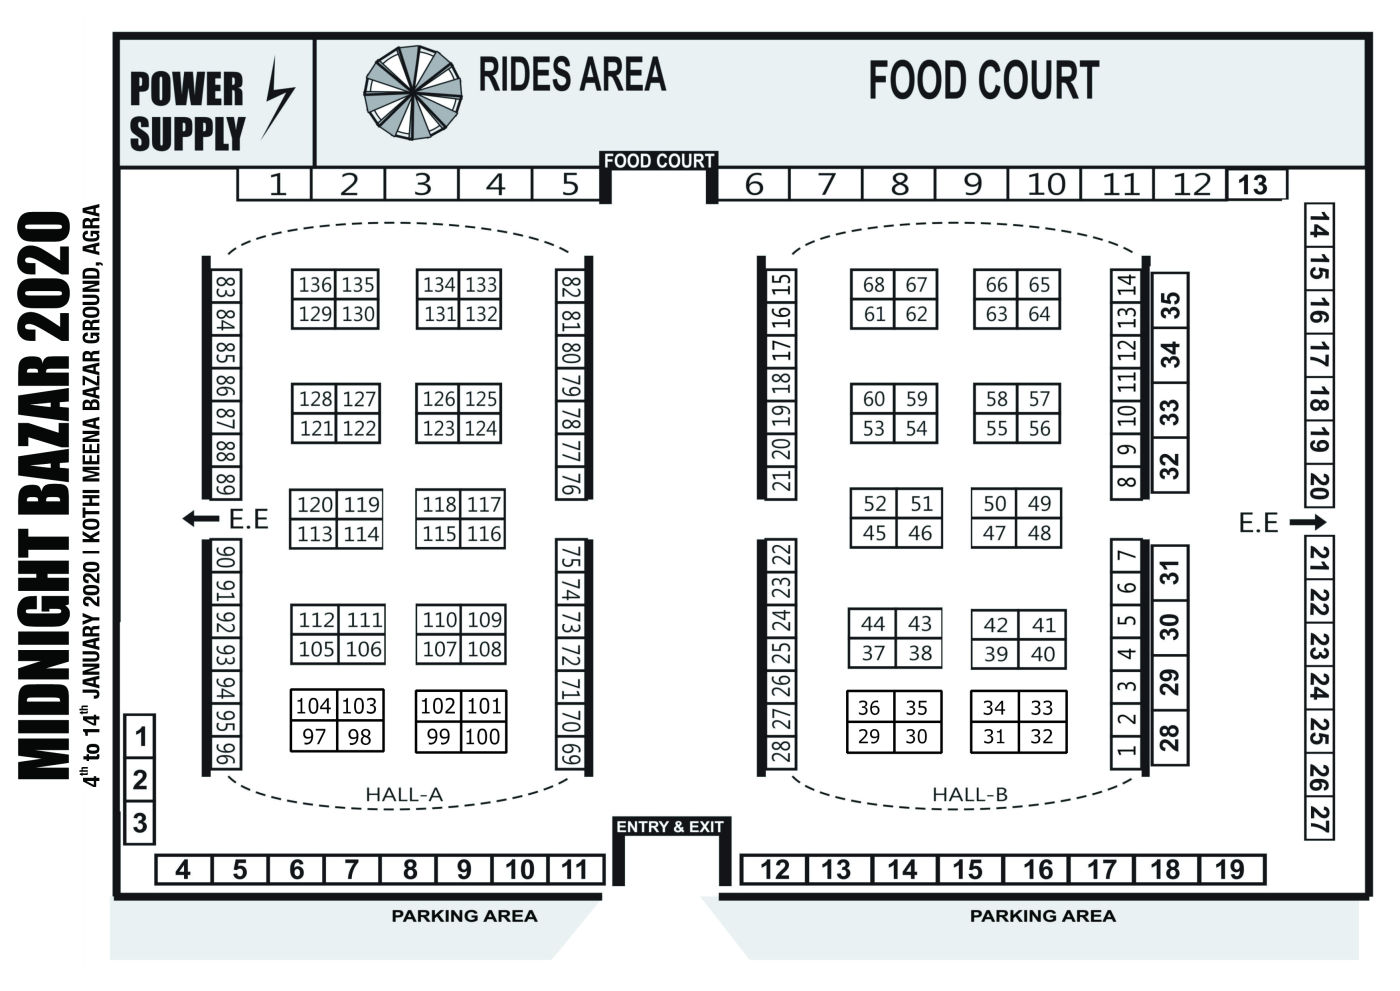 MIDNIGHT BAZAR 2020
4th to 14th JANUARY 2020 | KOTHI MEENA BAZAR GROUND, AGRA
POWER
SUPPLY
RIDES AREA
FOOD COURT
FOOD COURT
1 2 3 4 5
6 7 8 9 10 11 12 13
14
15
16
17
18
19
20
E.E
21
22
23
24
25
26
27
83
84
85
86
87
88
89
E.E
90
91
92
93
94
95
96
136 135 134 133
129 130 131 132
128 127 126 125
121 122 123 124
120 119 118 117
113 114 115 116
112 111 110 109
105 106 107 108
104 103 102 101
97 98 99 100
82
81
80
79
78
77
76
75
74
73
72
71
70
69
HALL-A
15
16
17
18
19
20
21
22
23
24
25
26
27
28
68 67 66 65
61 62 63 64
60 59 58 57
53 54 55 56
52 51 50 49
45 46 47 48
44 43 42 41
37 38 39 40
36 35 34 33
29 30 31 32
14
13
12
11
10
9
8
7
6
5
4
3
2
1
35
34
33
32
31
30
29
28
HALL-B
1
2
3
ENTRY & EXIT
4 5 6 7 8 9 10 11
12 13 14 15 16 17 18 19
PARKING AREA
PARKING AREA